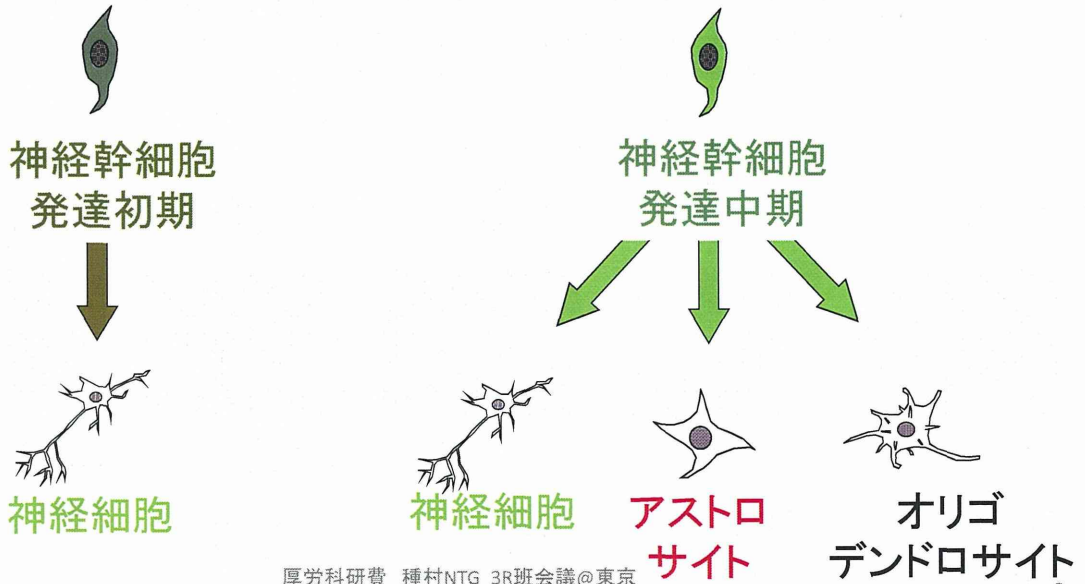 神経幹細胞
発達初期
神経幹細胞
発達中期
神経細胞
神経細胞
アストロ
サイト
オリゴ
デンドロサイト
厚労科研費 種村NTG 3R班会議@東京